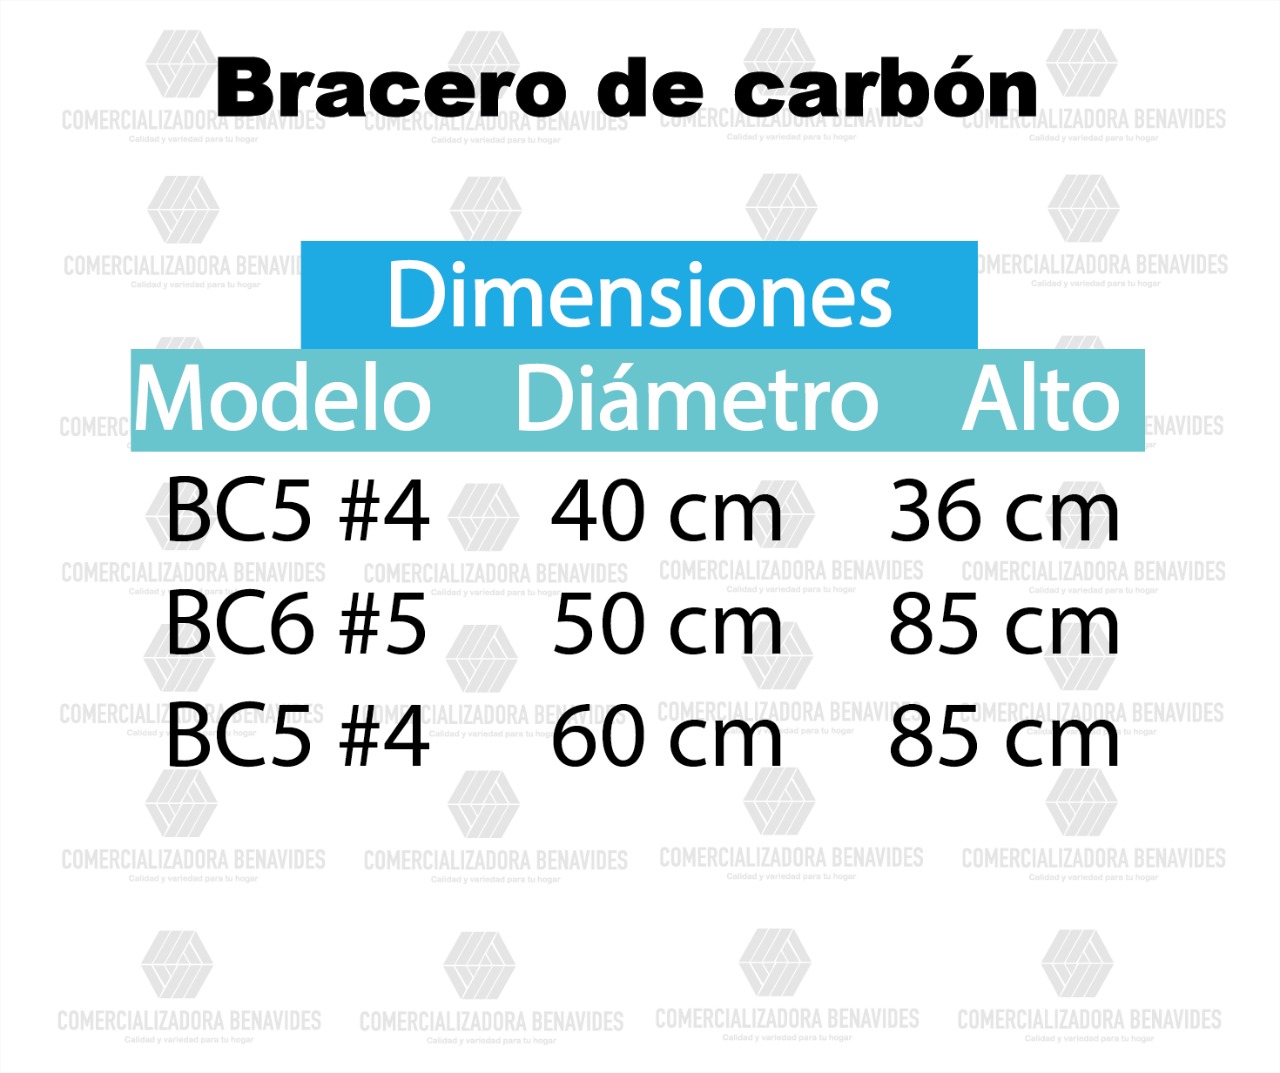 Bracero de carbón
Dimensiones
Modelo Diámetro Alto
BC5 #4 40 cm 36 cm
BC6 #5 50 cm 85 cm
BC5 #4 60 cm 85 cm
COMERCIALIZADORA BENAVIDES
Calidad y variedad para tu hogar